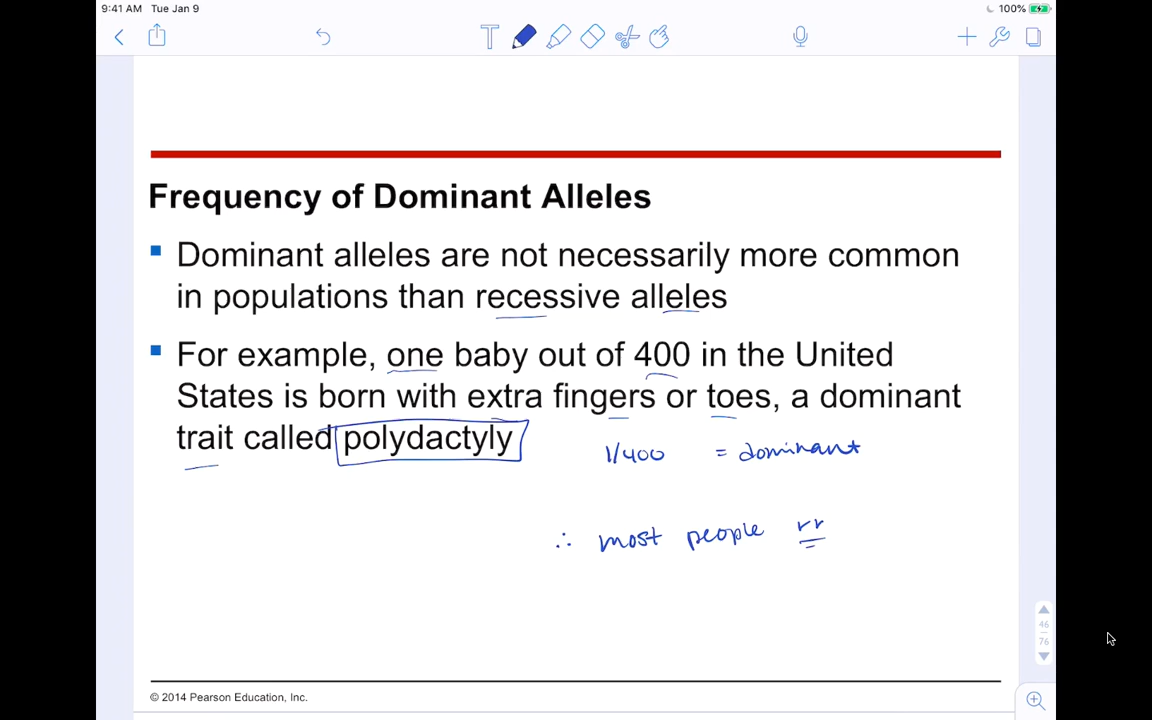 9:41 AM Tue Jan 9 100%
Frequency of Dominant Alleles
Dominant alleles are not necessarily more common
in populations than recessive alleles
For example, one baby out of 400 in the United
States is born with extra fingers or toes, a dominant
trait called polydactyly
1/400 = dominant
∴ most people rr
46
76
© 2014 Pearson Education, Inc.